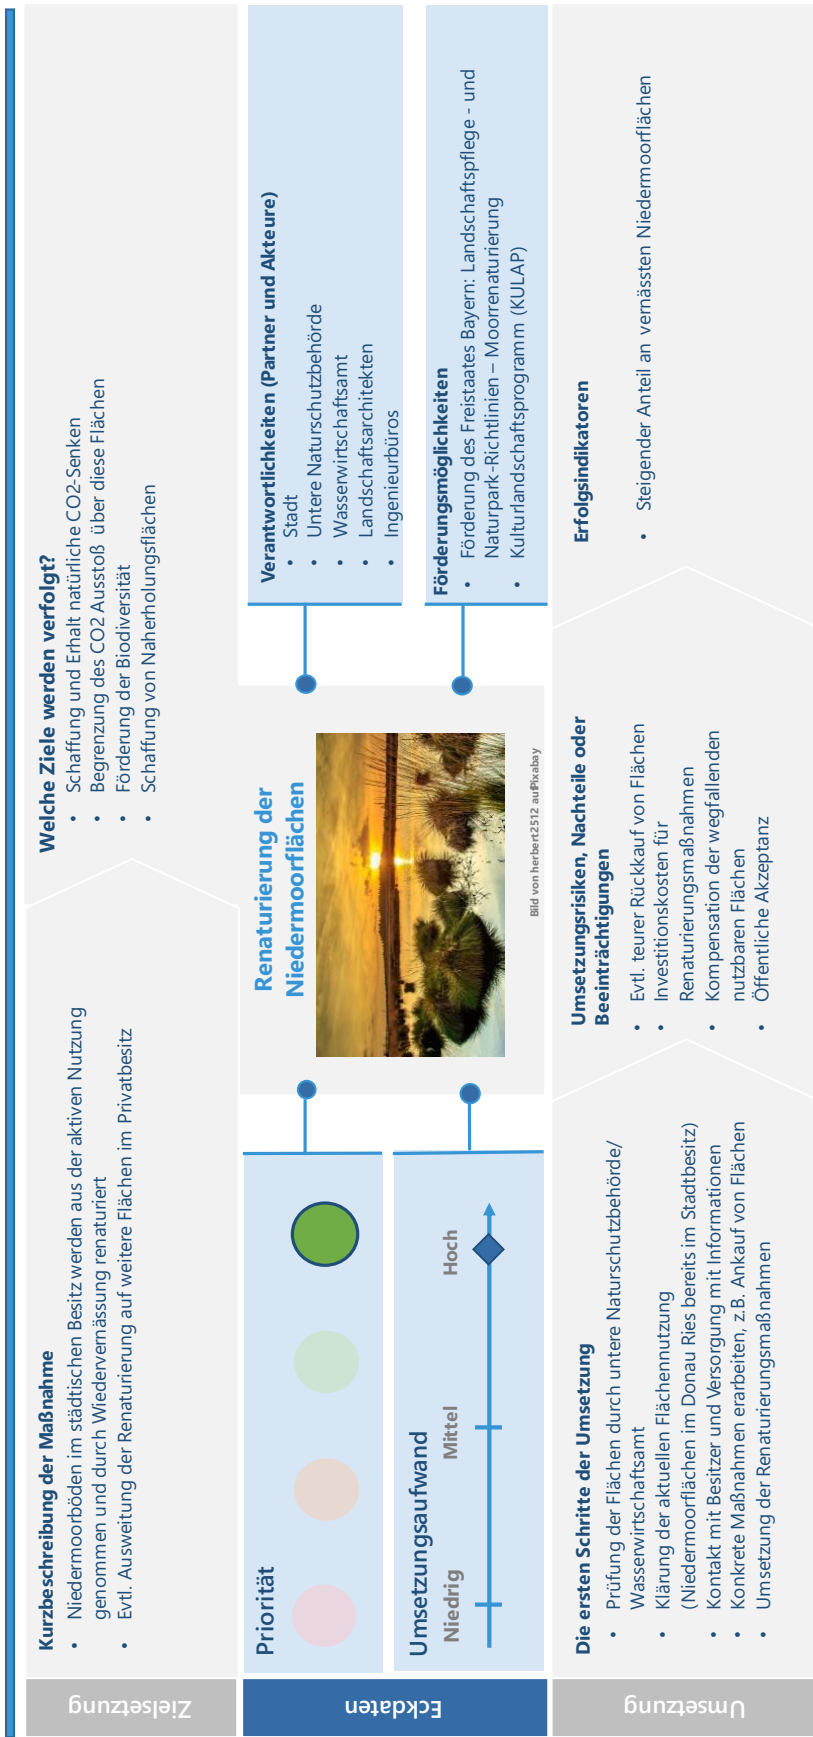 Zielsetzung
Kurzbeschreibung der Maßnahme
• Niedermoorböden im städtischen Besitz werden aus der aktiven Nutzung
genommen und durch Wiedervernässung renaturiert
• Evtl. Ausweitung der Renaturierung auf weitere Flächen im Privatbesitz
Welche Ziele werden verfolgt?
• Schaffung und Erhalt natürliche CO2-Senken
• Begrenzung des CO2 Ausstoß über diese Flächen
• Förderung der Biodiversität
• Schaffung von Naherholungsflächen
Eckdaten
Priorität
Umsetzungsaufwand
Niedrig
Mittel
Hoch
Renaturierung der
Niedermoorflächen
Bild von herbert2512 auf Pixabay
Verantwortlichkeiten (Partner und Akteure)
• Stadt
• Untere Naturschutzbehörde
• Wasserwirtschaftsamt
• Landschaftsarchitekten
• Ingenieurbüros
Förderungsmöglichkeiten
• Förderung des Freistaates Bayern: Landschaftspflege - und
Naturpark-Richtlinien – Moorrenaturierung
• Kulturlandschaftsprogramm (KULAP)
Umsetzung
Die ersten Schritte der Umsetzung
• Prüfung der Flächen durch untere Naturschutzbehörde/
Wasserwirtschaftsamt
• Klärung der aktuellen Flächennutzung
(Niedermoorflächen im Donau Ries bereits im Stadtbesitz)
• Kontakt mit Besitzer und Versorgung mit Informationen
• Konkrete Maßnahmen erarbeiten, z.B. Ankauf von Flächen
• Umsetzung der Renaturierungsmaßnahmen
Umsetzungsrisiken, Nachteile oder
Beeinträchtigungen
• Evtl. teurer Rückkauf von Flächen
• Investitionskosten für
Renaturierungsmaßnahmen
• Kompensation der wegfallenden
nutzbaren Flächen
• Öffentliche Akzeptanz
Erfolgsindikatoren
• Steigender Anteil an vernässten Niedermoorflächen